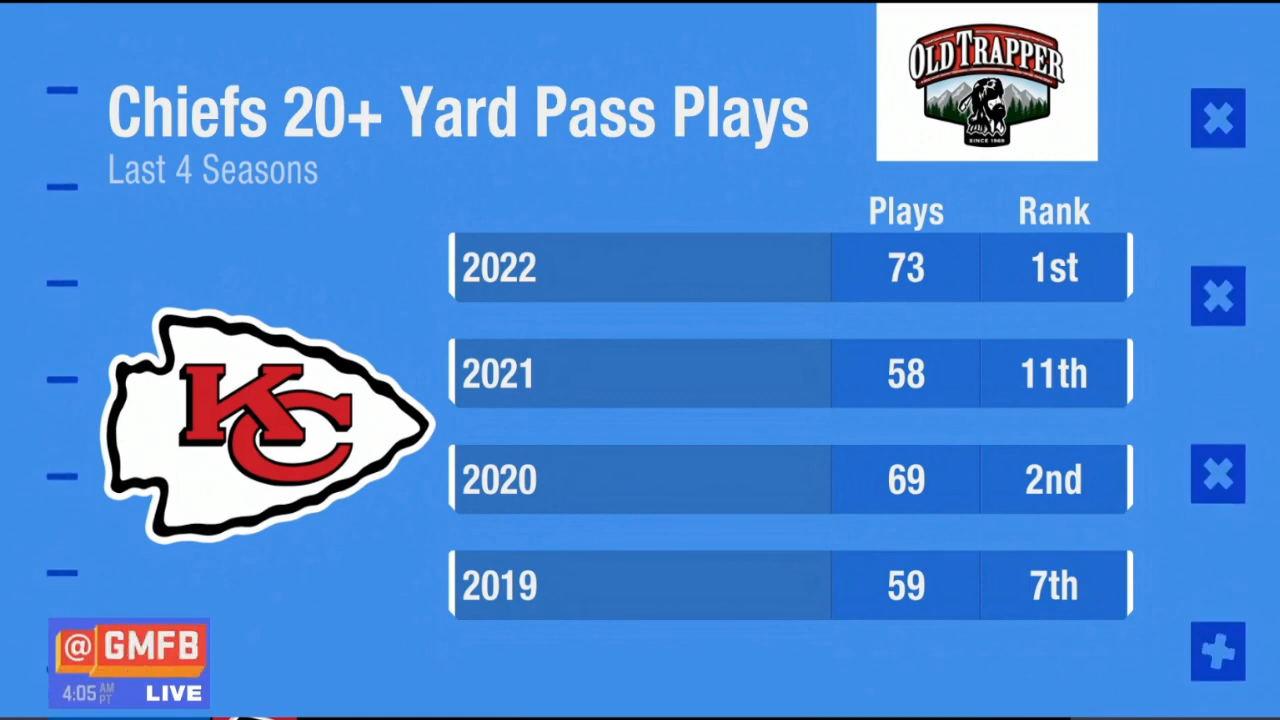 Chiefs 20+ Yard Pass Plays
Last 4 Seasons
OLD TRAPPER
SINCE 1969
Plays Rank
2022 73 1st
2021 58 11th
2020 69 2nd
2019 59 7th
KC
@GMFB
4:05 AM PT LIVE